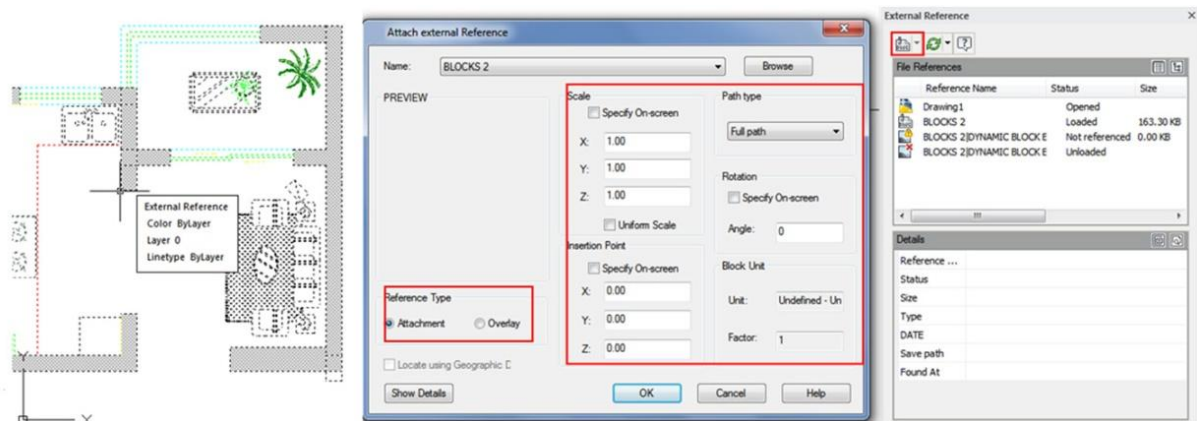 External Reference
Color ByLayer
Layer 0
Linetype ByLayer
Y
X
Attach external Reference
Name: BLOCKS 2 Browse
PREVIEW
Reference Type
Attachment Overlay
Locate using Geographic D
Show Details
Scale
Specify On-screen
X: 1.00
Y: 1.00
Z: 1.00
Uniform Scale
Insertion Point
Specify On-screen
X: 0.00
Y: 0.00
Z: 0.00
Path type
Full path
Rotation
Specify On-screen
Angle: 0
Block Unit
Unit: Undefined - Un
Factor: 1
OK Cancel Help
External Reference
File References
Reference Name Status Size
Drawing1 Opened
BLOCKS 2 Loaded 163.30 KB
BLOCKS 2|DYNAMIC BLOCK E Not referenced 0.00 KB
BLOCKS 2|DYNAMIC BLOCK E Unloaded
Details
Reference ...
Status
Size
Type
DATE
Save path
Found At